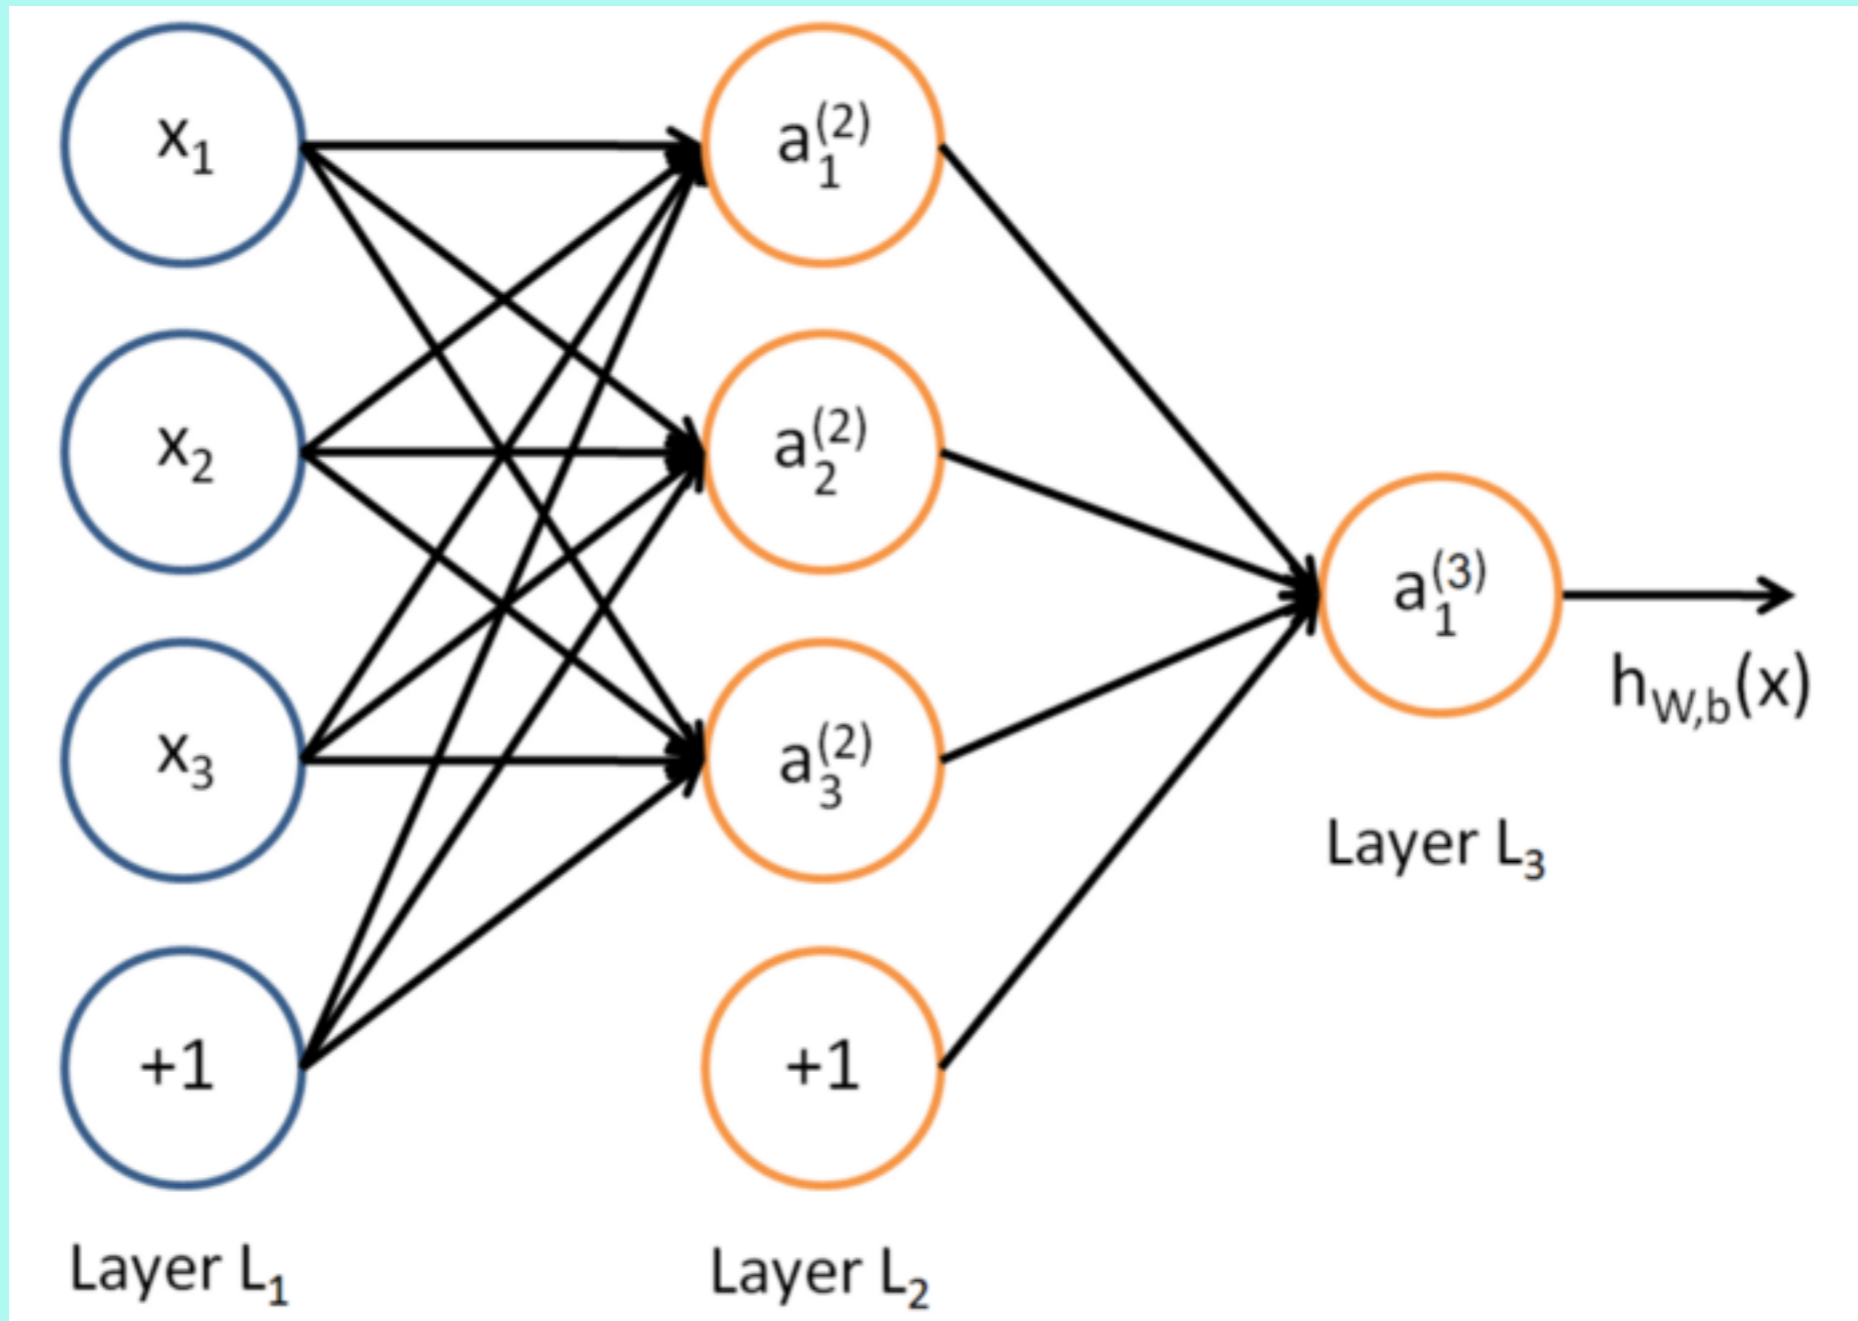 x₁
x₂
x₃
+1
Layer L₁
a₁⁽²⁾
a₂⁽²⁾
a₃⁽²⁾
+1
Layer L₂
a₁⁽³⁾
Layer L₃
h_W,b(x)